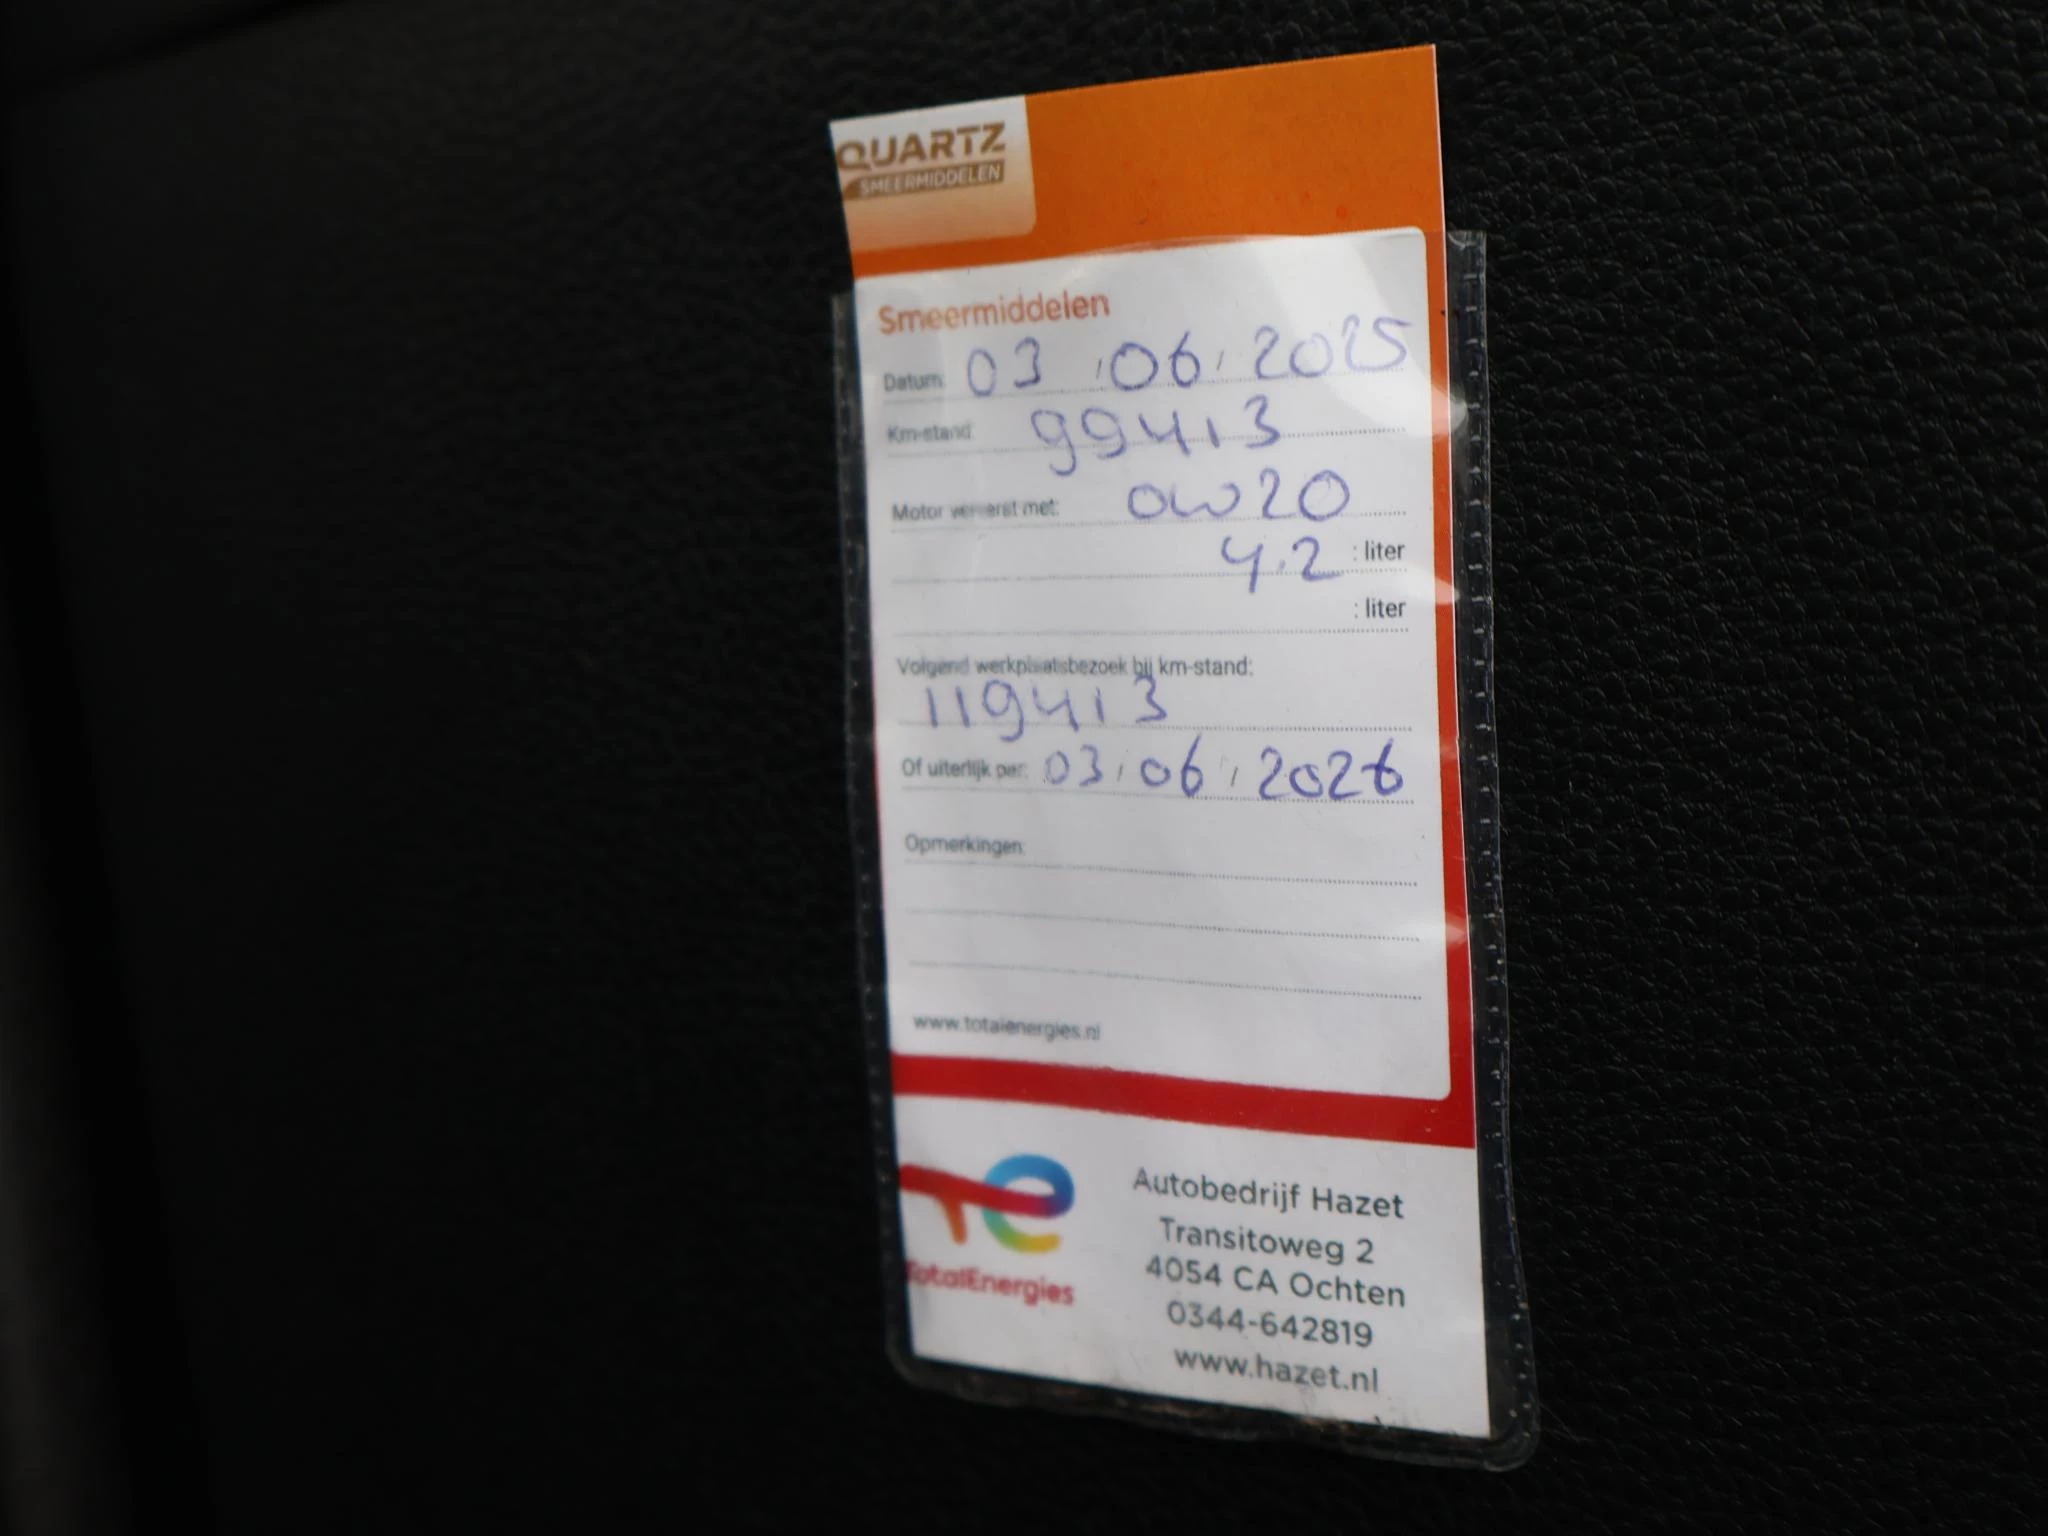 QUARTZ
SMEERMIDDELEN
Smeermiddelen
Datum: 03 / 06 / 2025
Km-stand: 99413
Motor ververst met: 0w20
4.2 : liter
: liter
Volgend werkplaatsbezoek bij km-stand:
119413
Of uiterlijk per: 03 / 06 / 2026
Opmerkingen:
www.totalenergies.nl
TotalEnergies
Autobedrijf Hazet
Transitoweg 2
4054 CA Ochten
0344-642819
www.hazet.nl